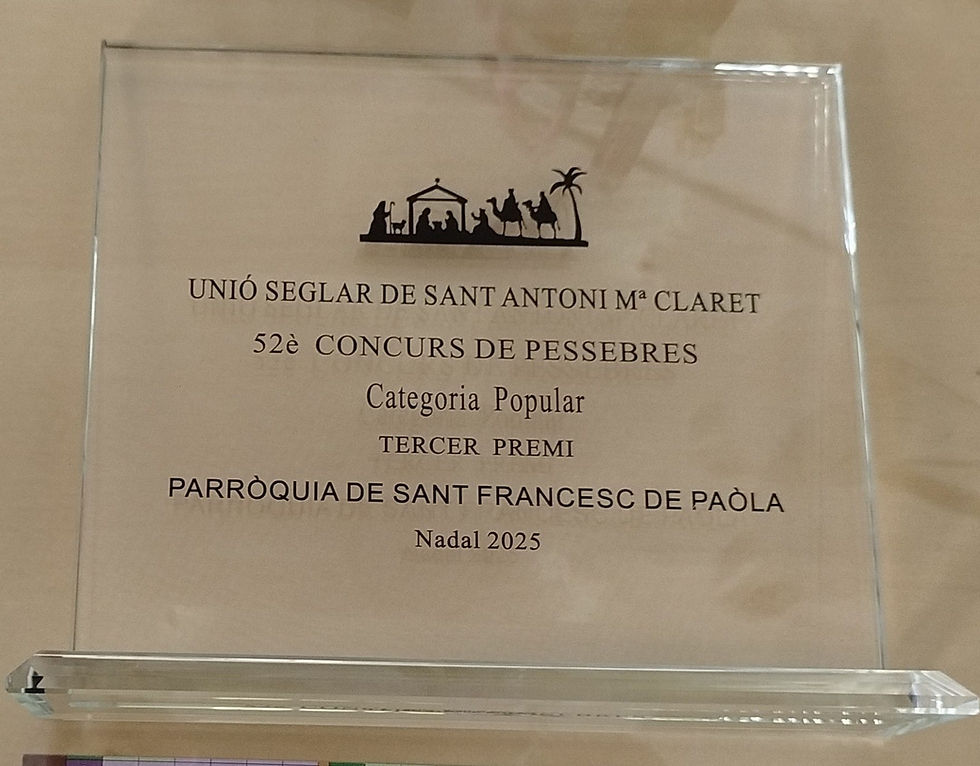 UNIÓ SEGLAR DE SANT ANTONI Mª CLARET
52è CONCURS DE PESSEBRES
Categoria Popular
TERCER PREMI
PARRÒQUIA DE SANT FRANCESC DE PAÒLA
Nadal 2025